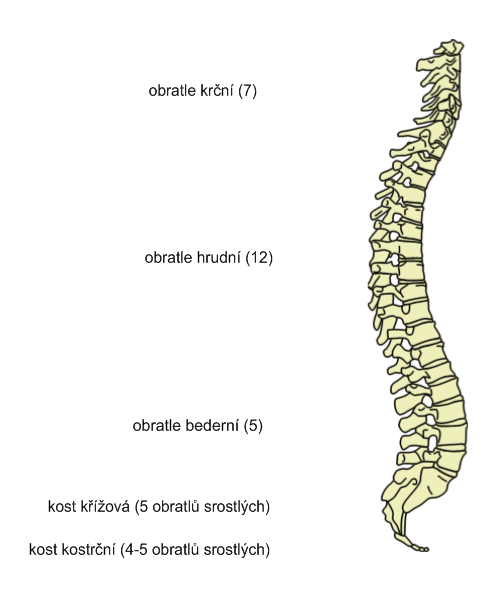 obratle krční (7)
obratle hrudní (12)
obratle bederní (5)
kost křížová (5 obratlů srostlých)
kost kostrční (4-5 obratlů srostlých)